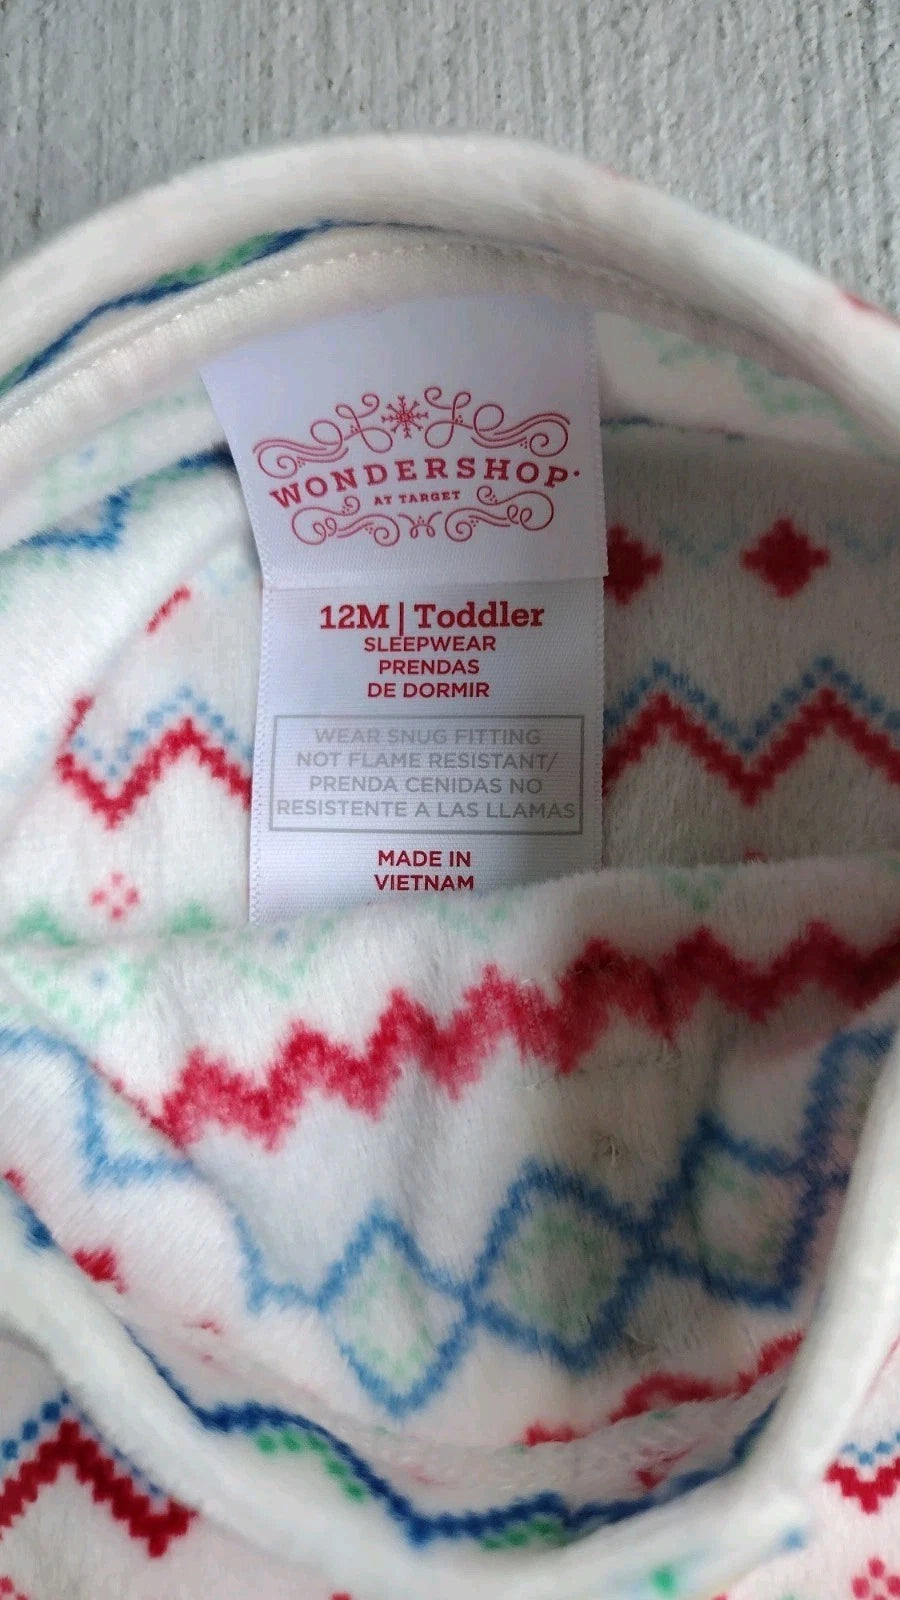 WONDERSHOP.
AT TARGET
12M | Toddler
SLEEPWEAR
PRENDAS
DE DORMIR
WEAR SNUG FITTING
NOT FLAME RESISTANT/
PRENDA CENIDAS NO
RESISTENTE A LAS LLAMAS
MADE IN
VIETNAM